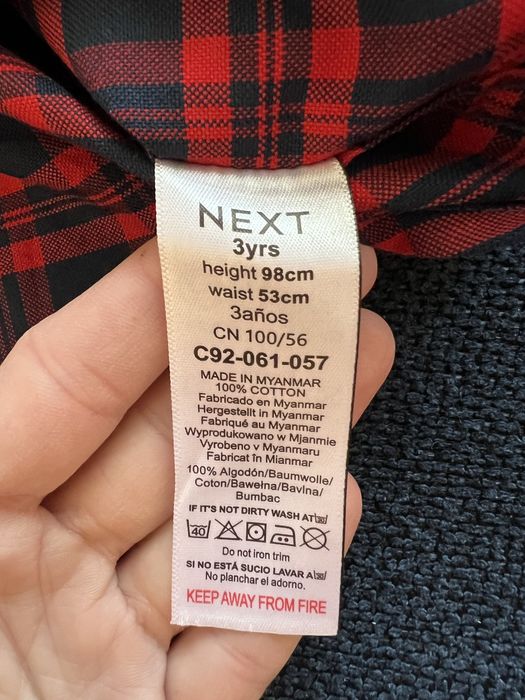 NEXT
3yrs
height 98cm
waist 53cm
3años
CN 100/56
C92-061-057
MADE IN MYANMAR
100% COTTON
Fabricado en Myanmar
Hergestellt in Myanmar
Fabriqué au Myanmar
Wyprodukowano w Mjanmie
Vyrobeno v Myanmaru
Fabricat în Mianmar
100% Algodón/Baumwolle/
Coton/Bawełna/Bavlna/
Bumbac
IF IT'S NOT DIRTY WASH AT 30
40
Do not iron trim
SI NO ESTÁ SUCIO LAVAR A 30
No planchar el adorno.
KEEP AWAY FROM FIRE